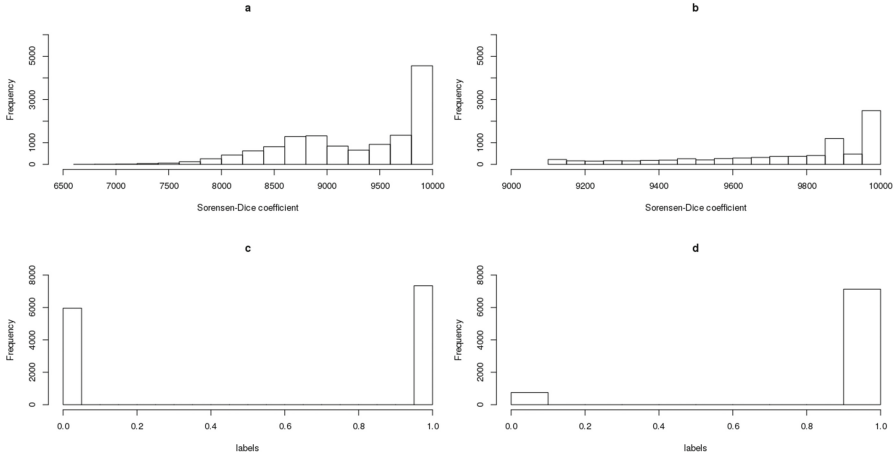 a
Frequency
0 1000 3000 5000
6500 7000 7500 8000 8500 9000 9500 10000
Sorensen-Dice coefficient
b
Frequency
0 1000 3000 5000
9000 9200 9400 9600 9800 10000
Sorensen-Dice coefficient
c
Frequency
0 2000 4000 6000 8000
0.0 0.2 0.4 0.6 0.8 1.0
labels
d
Frequency
0 2000 4000 6000 8000
0.0 0.2 0.4 0.6 0.8 1.0
labels